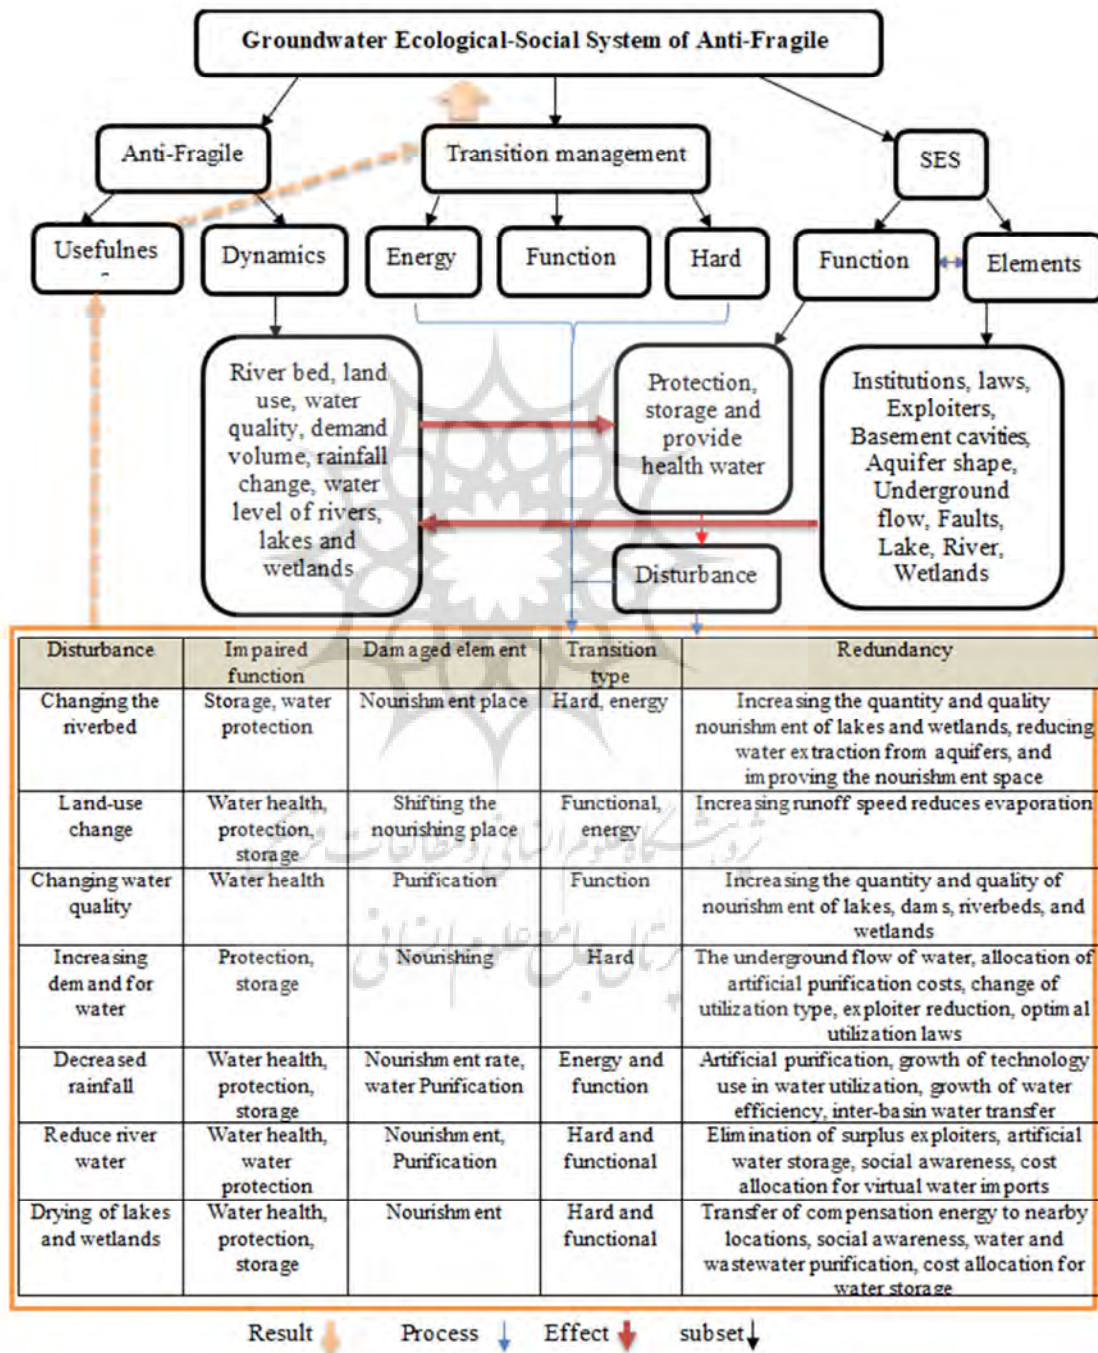 Groundwater Ecological-Social System of Anti-Fragile
Anti-Fragile
Transition management
SES
Usefulnes
Dynamics
Energy
Function
Hard
Function
Elements
River bed, land
use, water
quality, demand
volume, rainfall
change, water
level of rivers,
lakes and
wetlands
Protection,
storage and
provide
health water
Institutions, laws,
Exploiters,
Basement cavities,
Aquifer shape,
Underground
flow, Faults,
Lake, River,
Wetlands
Disturbance
Disturbance
Impaired
function
Damaged element
Transition
type
Redundancy
Changing the
riverbed
Storage, water
protection
Nourishment place
Hard, energy
Increasing the quantity and quality
nourishment of lakes and wetlands, reducing
water extraction from aquifers, and
improving the nourishment space
Land-use
change
Water health,
protection,
storage
Shifting the
nourishing place
Functional,
energy
Increasing runoff speed reduces evaporation
Changing water
quality
Water health
Purification
Function
Increasing the quantity and quality of
nourishment of lakes, dams, riverbeds, and
wetlands
Increasing
demand for
water
Protection,
storage
Nourishing
Hard
The underground flow of water, allocation of
artificial purification costs, change of
utilization type, exploiter reduction, optimal
utilization laws
Decreased
rainfall
Water health,
protection,
storage
Nourishment rate,
water Purification
Energy and
function
Artificial purification, growth of technology
use in water utilization, growth of water
efficiency, inter-basin water transfer
Reduce river
water
Water health,
water
protection
Nourishment,
Purification
Hard and
functional
Elimination of surplus exploiters, artificial
water storage, social awareness, cost
allocation for virtual water imports
Drying of lakes
and wetlands
Water health,
protection,
storage
Nourishment
Hard and
functional
Transfer of compensation energy to nearby
locations, social awareness, water and
wastewater purification, cost allocation for
water storage
پژوهشگاه علوم انسانی و مطالعات فرهنگی
پرتال جامع علوم انسانی
Result Process Effect subset